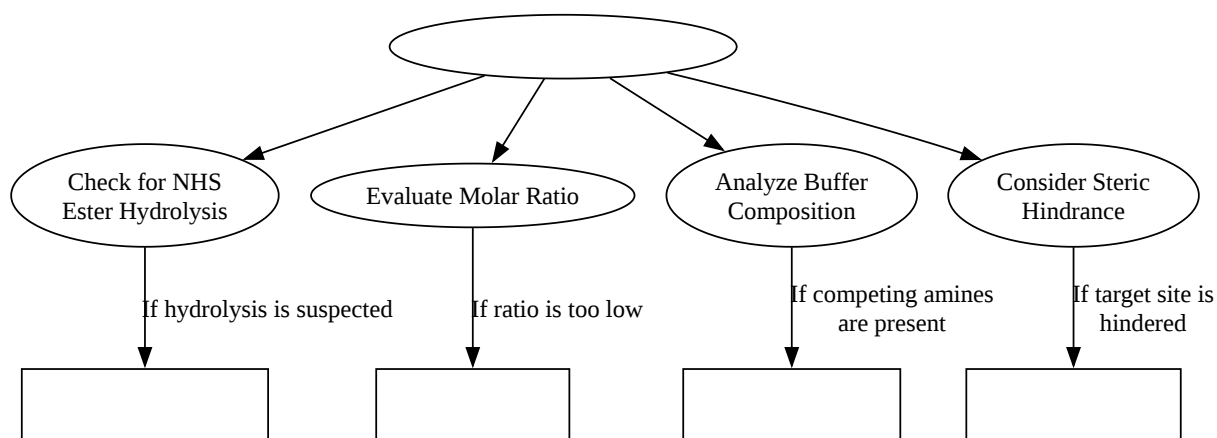 Check for NHS
Ester Hydrolysis
Evaluate Molar Ratio
Analyze Buffer
Composition
Consider Steric
Hindrance
If hydrolysis is suspected
If ratio is too low
If competing amines
are present
If target site is
hindered